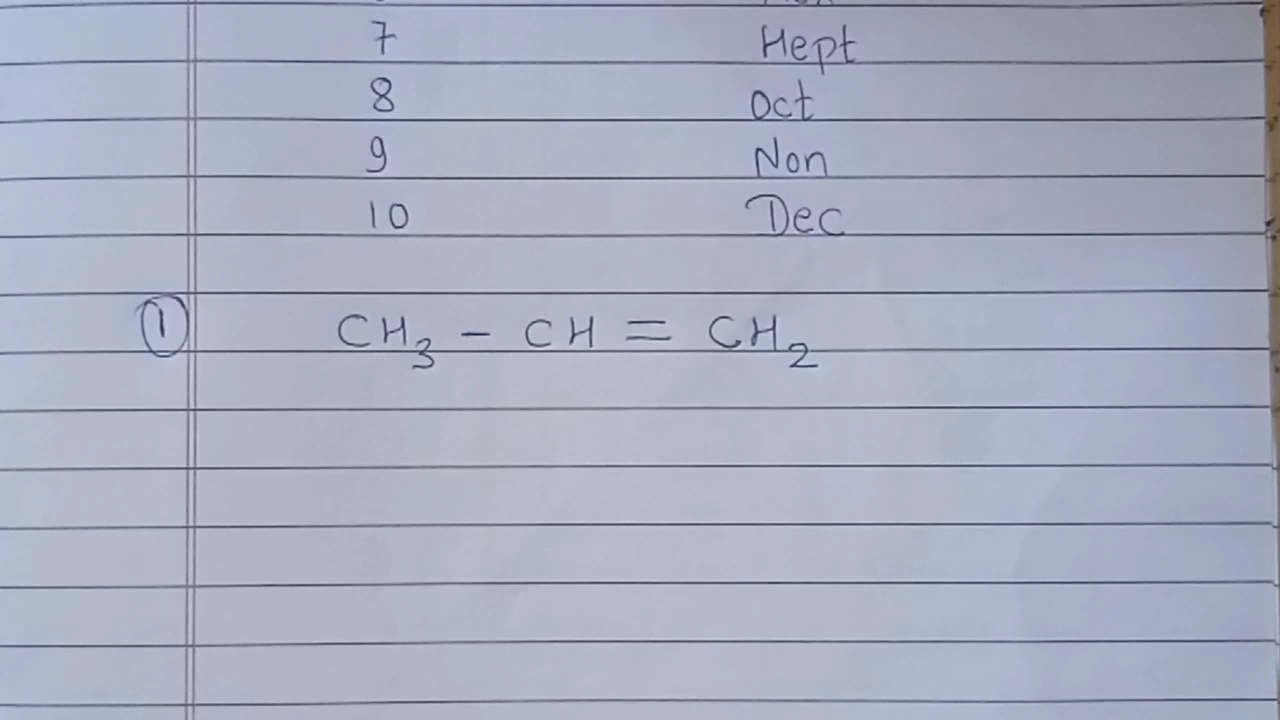 7 Hept
8 Oct
9 Non
10 Dec
① CH₃ – CH = CH₂